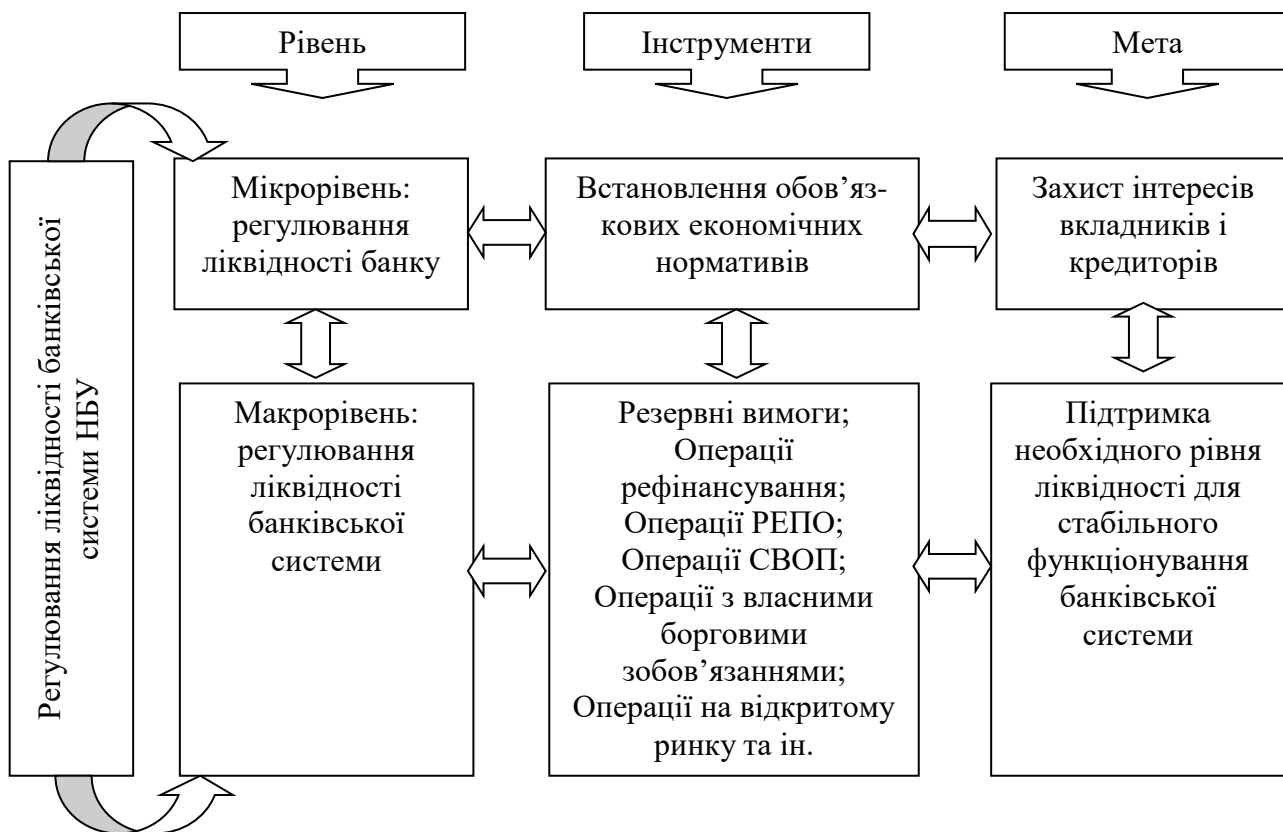 Рівень
Інструменти
Мета
Регулювання ліквідності банківської
системи НБУ
Мікрорівень:
регулювання
ліквідності банку
Встановлення обов’яз-
кових економічних
нормативів
Захист інтересів
вкладників і
кредиторів
Макрорівень:
регулювання
ліквідності
банківської
системи
Резервні вимоги;
Операції
рефінансування;
Операції РЕПО;
Операції СВОП;
Операції з власними
борговими
зобов’язаннями;
Операції на відкритому
ринку та ін.
Підтримка
необхідного рівня
ліквідності для
стабільного
функціонування
банківської
системи